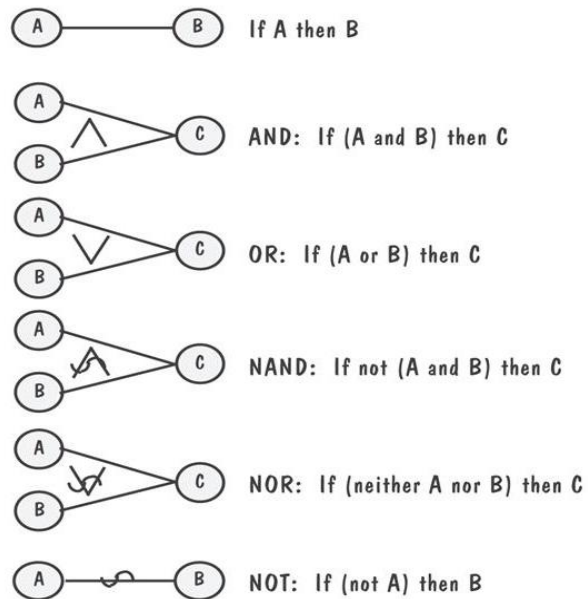 A B If A then B
A
C AND: If (A and B) then C
B
A
C OR: If (A or B) then C
B
A
C NAND: If not (A and B) then C
B
A
C NOR: If (neither A nor B) then C
B
A B NOT: If (not A) then B